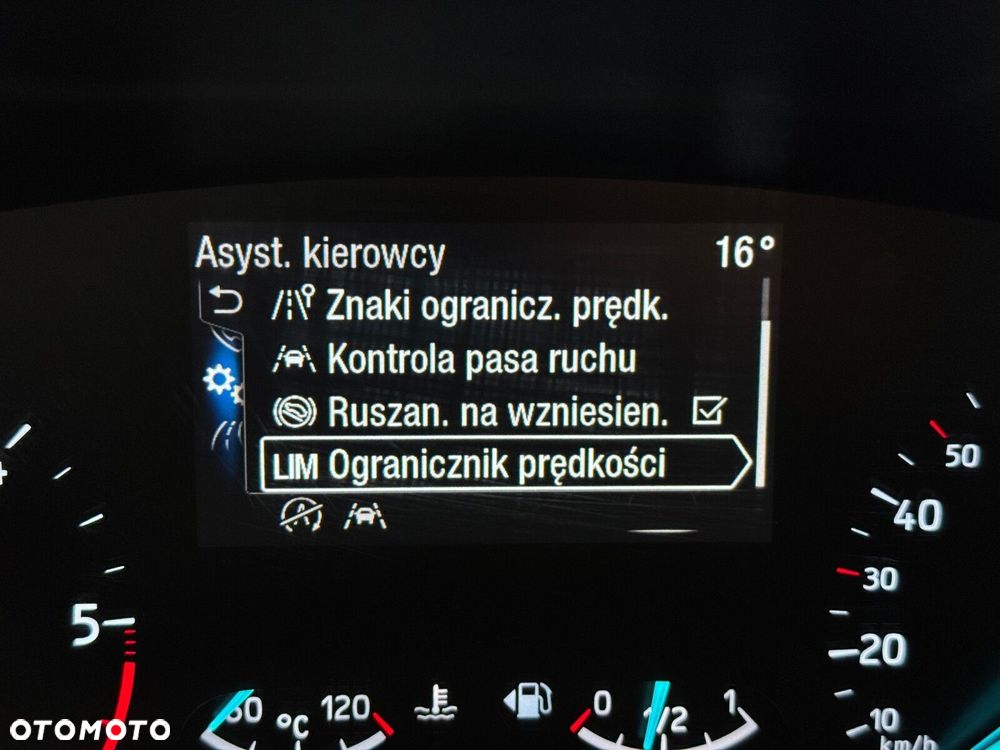 Asyst. kierowcy 16°
Znaki ogranicz. prędk.
Kontrola pasa ruchu
Ruszan. na wzniesien.
LIM Ogranicznik prędkości
50
40
30
5
20
120
°C
0
1/2
1
10
km/h
OTOMOTO